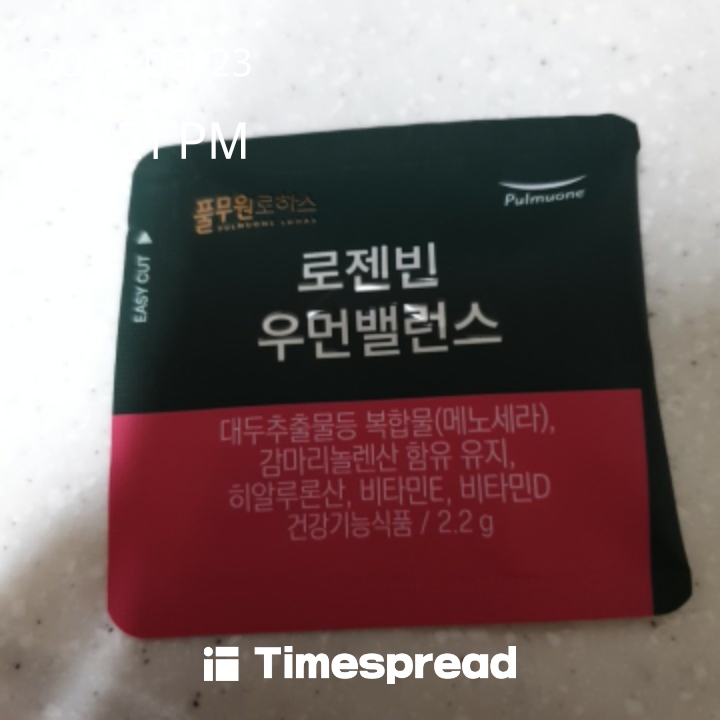 PM
풀무원로하스
PULMUONE LOHAS
Pulmuone
EASY CUT
로젠빈
우먼밸런스
대두추출물등 복합물(메노세라),
감마리놀렌산 함유 유지,
히알루론산, 비타민E, 비타민D
건강기능식품 / 2.2 g
Timespread